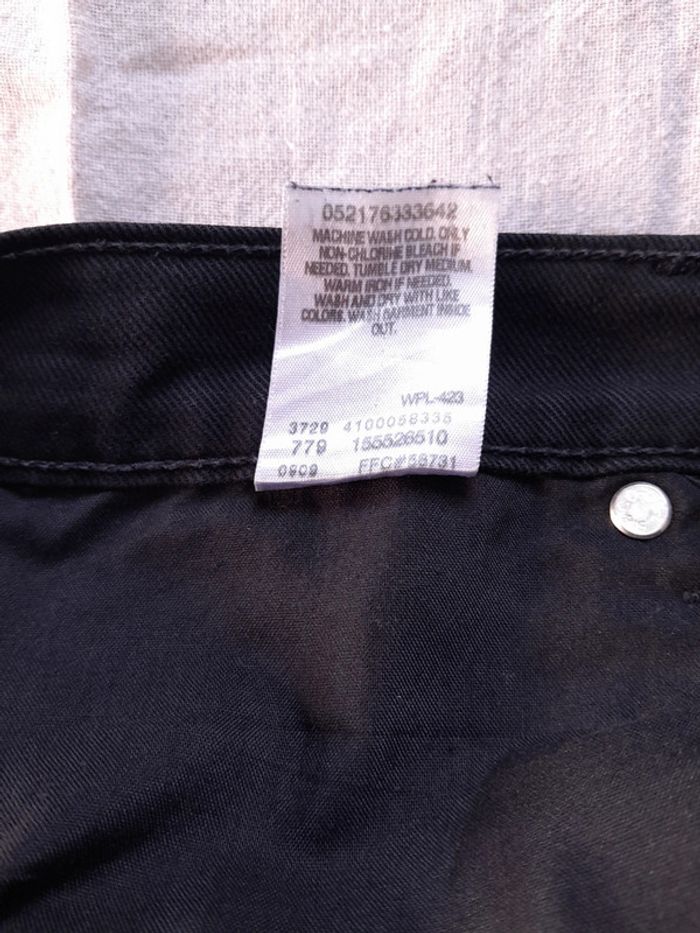 052176333642
MACHINE WASH COLD. ONLY
NON-CHLORINE BLEACH IF
NEEDED. TUMBLE DRY MEDIUM.
WARM IRON IF NEEDED.
WASH AND DRY WITH LIKE
COLORS. WASH GARMENT INSIDE
OUT.
WPL-423
3729 4100058335
779 155526510
0909 FFC#58731